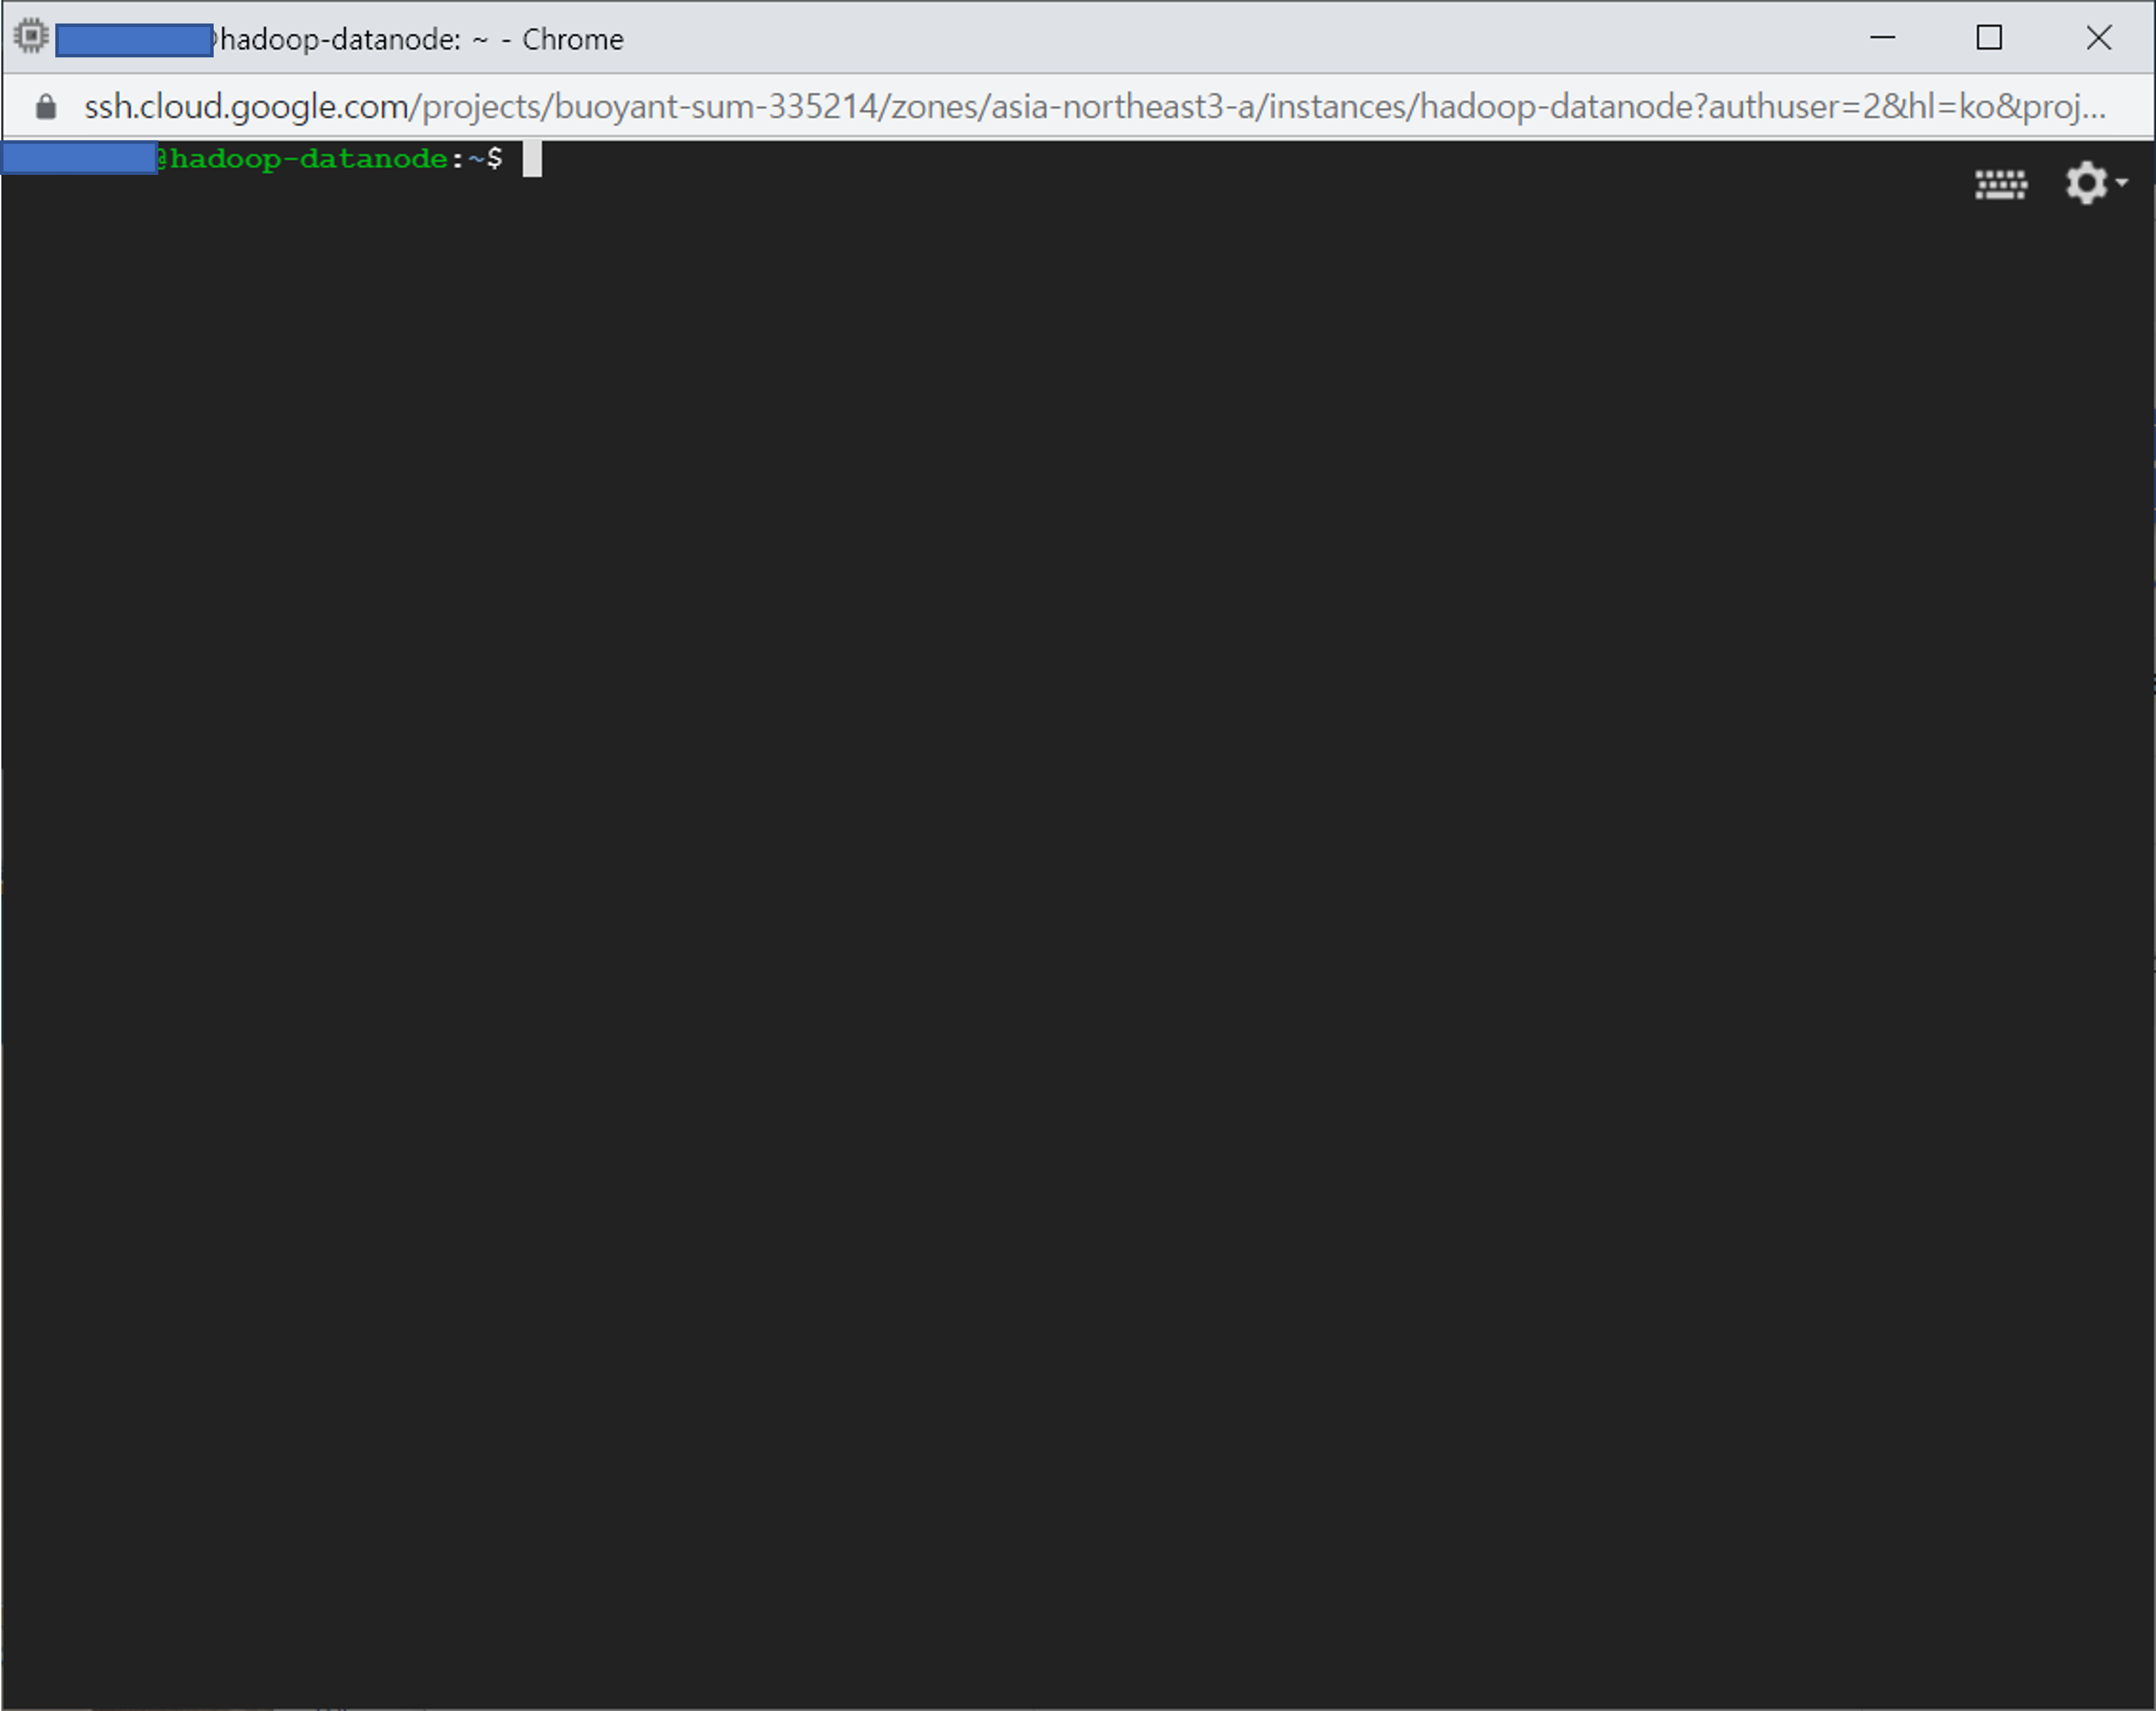 hadoop-datanode: ~ - Chrome
ssh.cloud.google.com/projects/buoyant-sum-335214/zones/asia-northeast3-a/instances/hadoop-datanode?authuser=2&hl=ko&proj...
@hadoop-datanode:~$